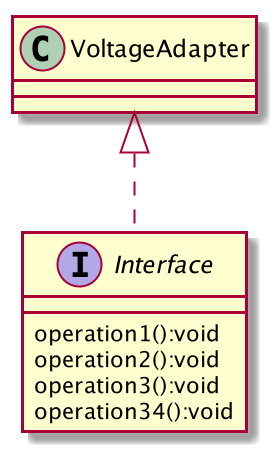 C VoltageAdapter
I Interface
operation1():void
operation2():void
operation3():void
operation34():void